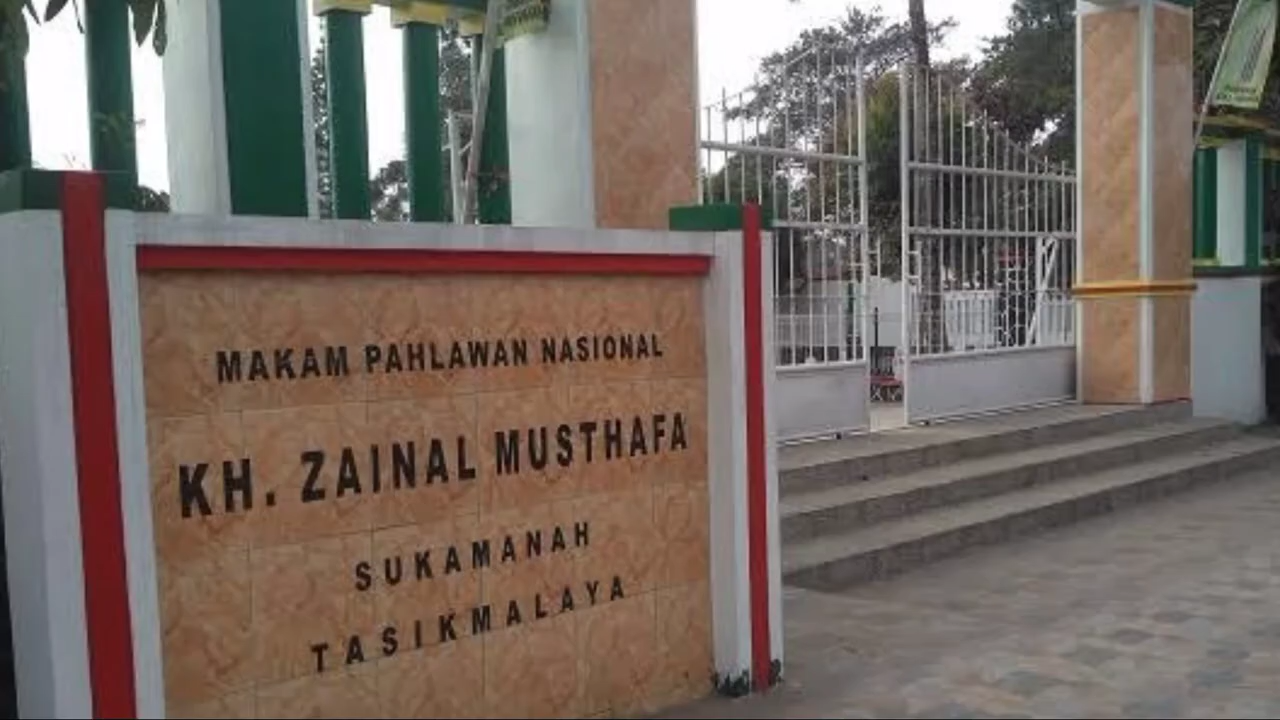 MAKAM PAHLAWAN NASIONAL
KH. ZAINAL MUSTHAFA
SUKAMANAH
TASIKMALAYA